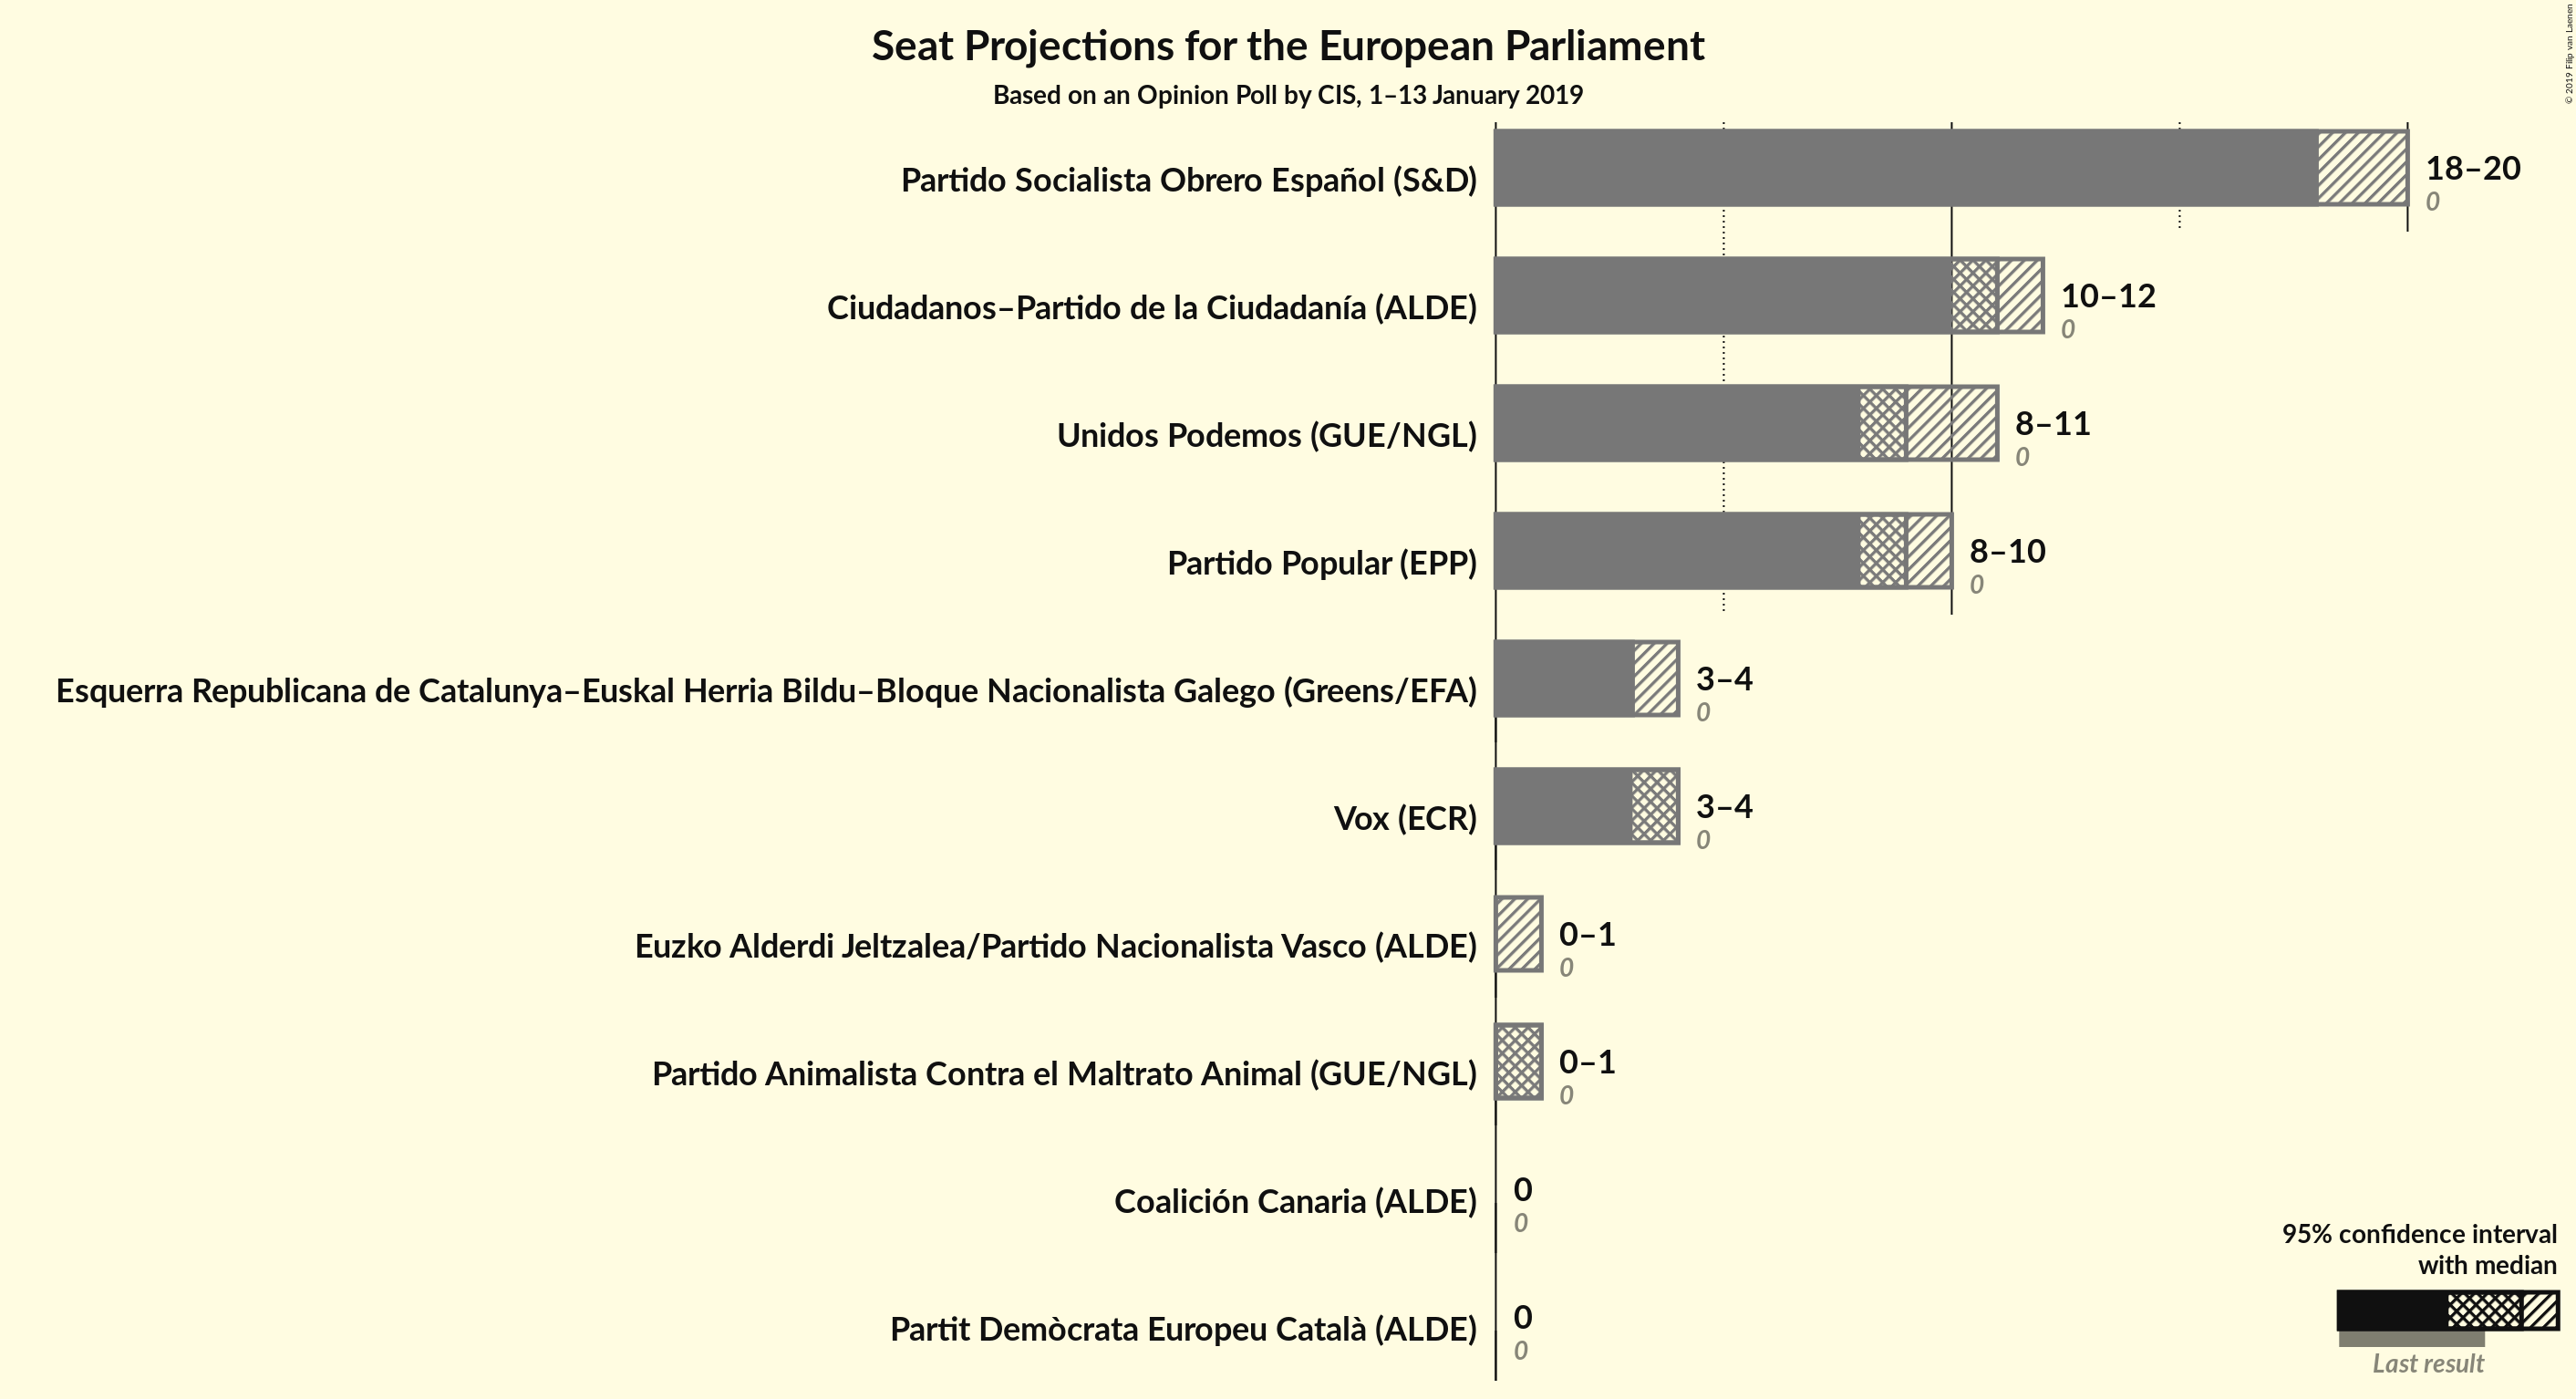 Seat Projections for the European Parliament
Based on an Opinion Poll by CIS, 1–13 January 2019
© 2019 Filip van Laenen
Partido Socialista Obrero Español (S&D)
18–20
0
Ciudadanos–Partido de la Ciudadanía (ALDE)
10–12
0
Unidos Podemos (GUE/NGL)
8–11
0
Partido Popular (EPP)
8–10
0
Esquerra Republicana de Catalunya–Euskal Herria Bildu–Bloque Nacionalista Galego (Greens/EFA)
3–4
0
Vox (ECR)
3–4
0
Euzko Alderdi Jeltzalea/Partido Nacionalista Vasco (ALDE)
0–1
0
Partido Animalista Contra el Maltrato Animal (GUE/NGL)
0–1
0
Coalición Canaria (ALDE)
0
0
Partit Demòcrata Europeu Català (ALDE)
0
0
95% confidence interval
with median
Last result